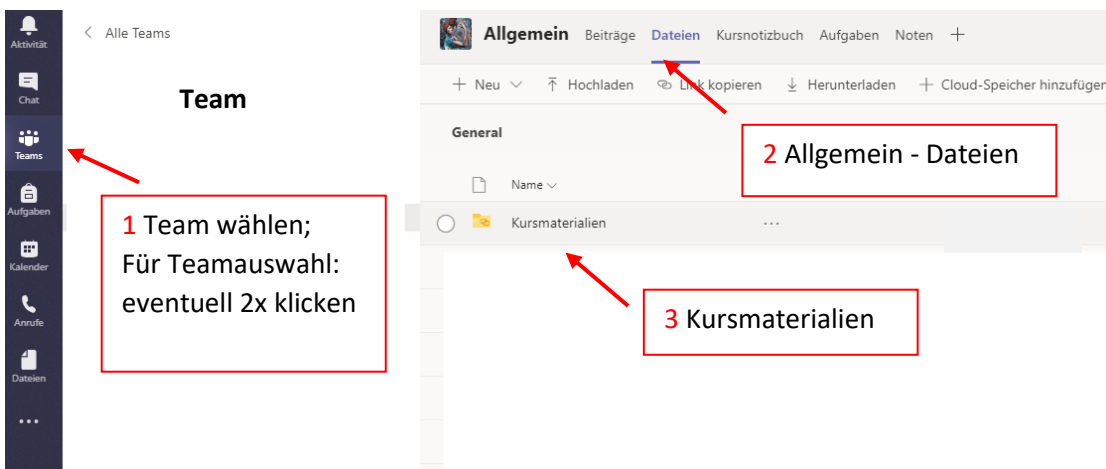 Aktivität
Chat
Teams
Aufgaben
Kalender
Anrufe
Dateien
Alle Teams
Team
1 Team wählen;
Für Teamauswahl:
eventuell 2x klicken
Allgemein Beiträge Dateien Kursnotizbuch Aufgaben Noten +
+ Neu Hochladen Link kopieren Herunterladen + Cloud-Speicher hinzufügen
General
2 Allgemein - Dateien
Name
Kursmaterialien ...
3 Kursmaterialien